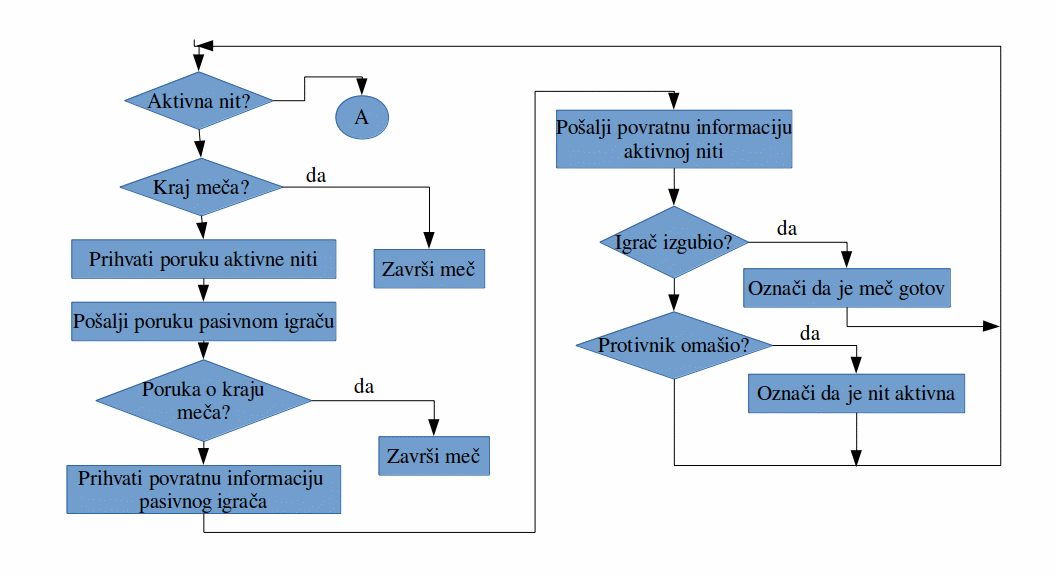 Aktivna nit?
A
Kraj meča?
da
Prihvati poruku aktivne niti
Završi meč
Pošalji poruku pasivnom igraču
Poruka o kraju
meča?
da
Završi meč
Prihvati povratnu informaciju
pasivnog igrača
Pošalji povratnu informaciju
aktivnoj niti
Igrač izgubio?
da
Označi da je meč gotov
Protivnik omašio?
da
Označi da je nit aktivna